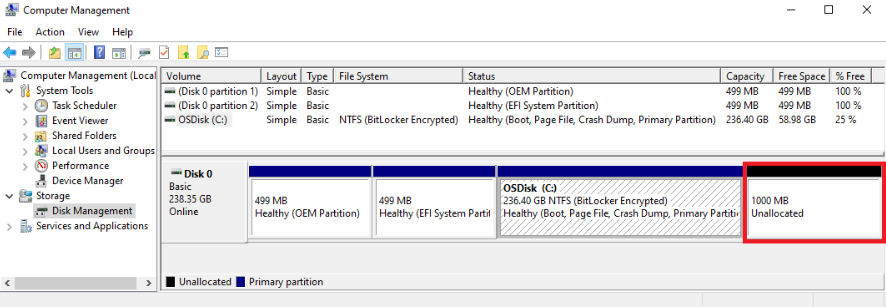 Computer Management
File Action View Help
Computer Management (Local
System Tools
Task Scheduler
Event Viewer
Shared Folders
Local Users and Groups
Performance
Device Manager
Storage
Disk Management
Services and Applications
Volume Layout Type File System Status Capacity Free Space % Free
(Disk 0 partition 1) Simple Basic Healthy (OEM Partition) 499 MB 499 MB 100 %
(Disk 0 partition 2) Simple Basic Healthy (EFI System Partition) 499 MB 499 MB 100 %
OSDisk (C:) Simple Basic NTFS (BitLocker Encrypted) Healthy (Boot, Page File, Crash Dump, Primary Partition) 236.40 GB 58.98 GB 25 %
Disk 0
Basic
238.35 GB
Online
499 MB
Healthy (OEM Partition)
499 MB
Healthy (EFI System Partit
OSDisk (C:)
236.40 GB NTFS (BitLocker Encrypted)
Healthy (Boot, Page File, Crash Dump, Primary Partiti
1000 MB
Unallocated
Unallocated Primary partition